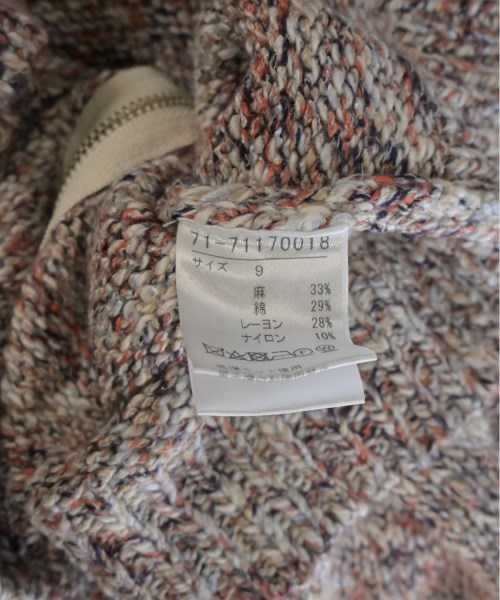 71-71170018
サイズ 9
麻 33%
綿 29%
レーヨン 28%
ナイロン 10%